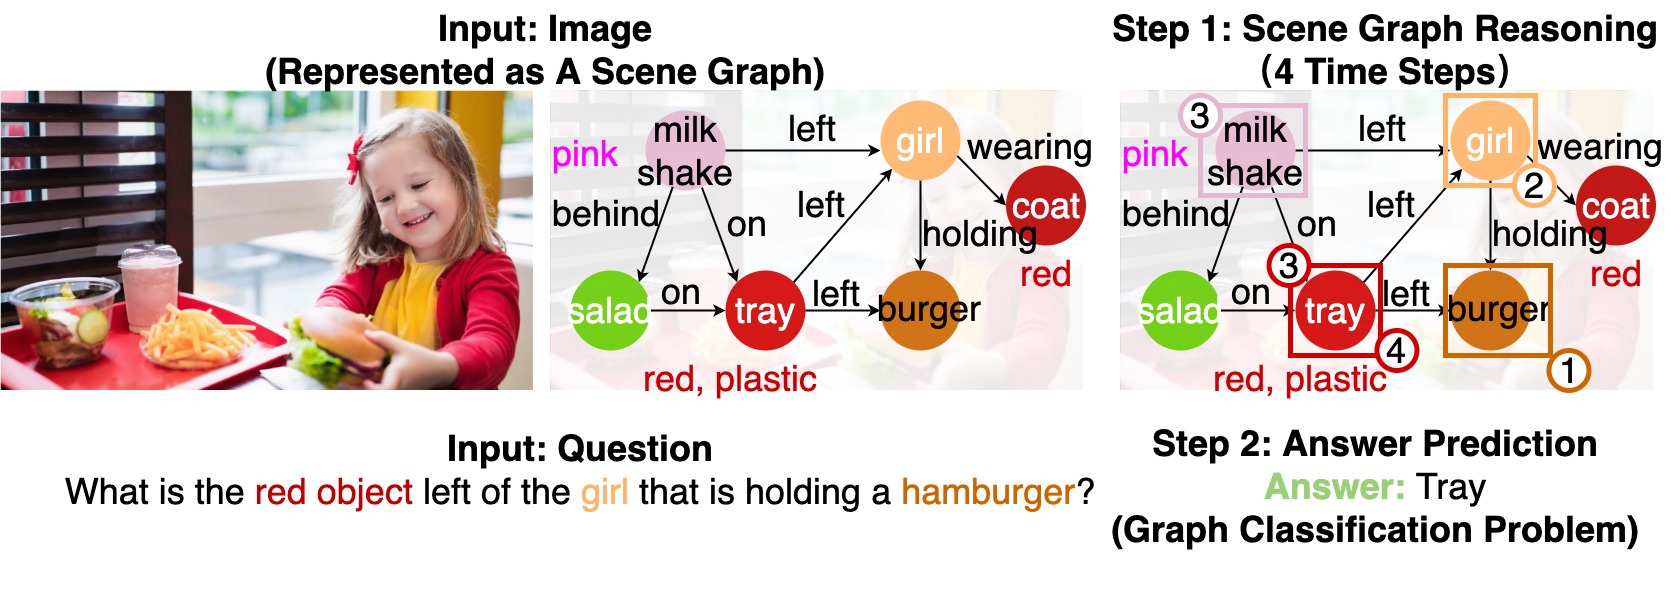 Input: Image
(Represented as A Scene Graph)
pink
milk
shake
left
girl
wearing
coat
behind
on
left
holding
red
salad
on
tray
left
burger
red, plastic
Input: Question
What is the red object left of the girl that is holding a hamburger?
Step 1: Scene Graph Reasoning
(4 Time Steps)
3
pink
milk
shake
left
girl
wearing
2
coat
behind
on
left
holding
red
3
salad
on
tray
left
burger
4
1
red, plastic
Step 2: Answer Prediction
Answer: Tray
(Graph Classification Problem)